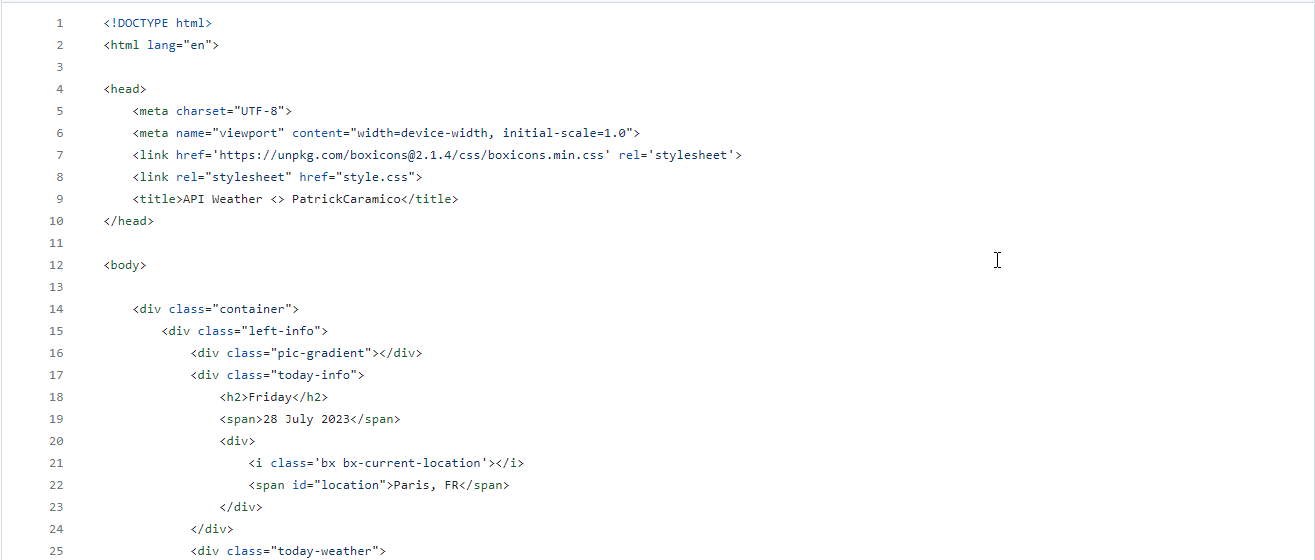 1 <!DOCTYPE html>
2 <html lang="en">
3
4 <head>
5     <meta charset="UTF-8">
6     <meta name="viewport" content="width=device-width, initial-scale=1.0">
7     <link href='https://unpkg.com/boxicons@2.1.4/css/boxicons.min.css' rel='stylesheet'>
8     <link rel="stylesheet" href="style.css">
9     <title>API Weather <> PatrickCaramico</title>
10 </head>
11
12 <body>
13
14     <div class="container">
15         <div class="left-info">
16             <div class="pic-gradient"></div>
17             <div class="today-info">
18                 <h2>Friday</h2>
19                 <span>28 July 2023</span>
20                 <div>
21                     <i class='bx bx-current-location'></i>
22                     <span id="location">Paris, FR</span>
23                 </div>
24             </div>
25             <div class="today-weather">